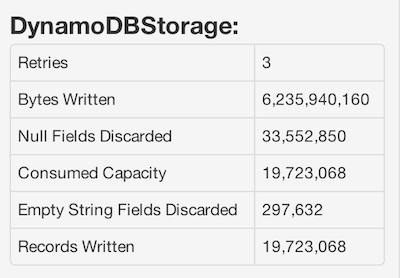 DynamoDBStorage:
Retries 3
Bytes Written 6,235,940,160
Null Fields Discarded 33,552,850
Consumed Capacity 19,723,068
Empty String Fields Discarded 297,632
Records Written 19,723,068